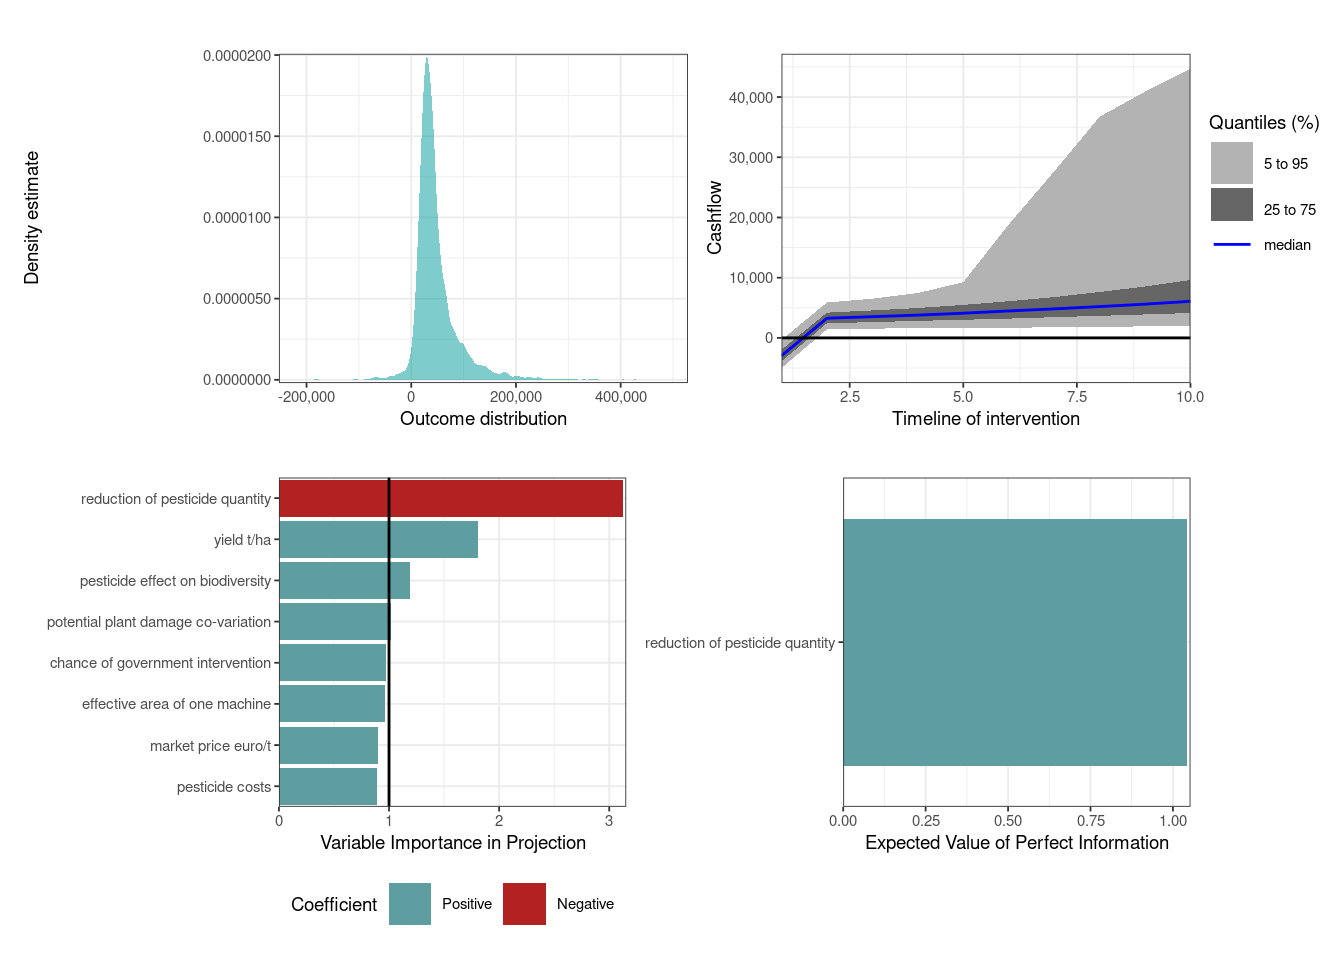 Density estimate
0.0000200
0.0000150
0.0000100
0.0000050
0.0000000
-200,000 0 200,000 400,000
Outcome distribution
Cashflow
40,000
30,000
20,000
10,000
0
2.5 5.0 7.5 10.0
Timeline of intervention
Quantiles (%)
5 to 95
25 to 75
median
reduction of pesticide quantity
yield t/ha
pesticide effect on biodiversity
potential plant damage co-variation
chance of government intervention
effective area of one machine
market price euro/t
pesticide costs
0 1 2 3
Variable Importance in Projection
Coefficient Positive Negative
reduction of pesticide quantity
0.00 0.25 0.50 0.75 1.00
Expected Value of Perfect Information